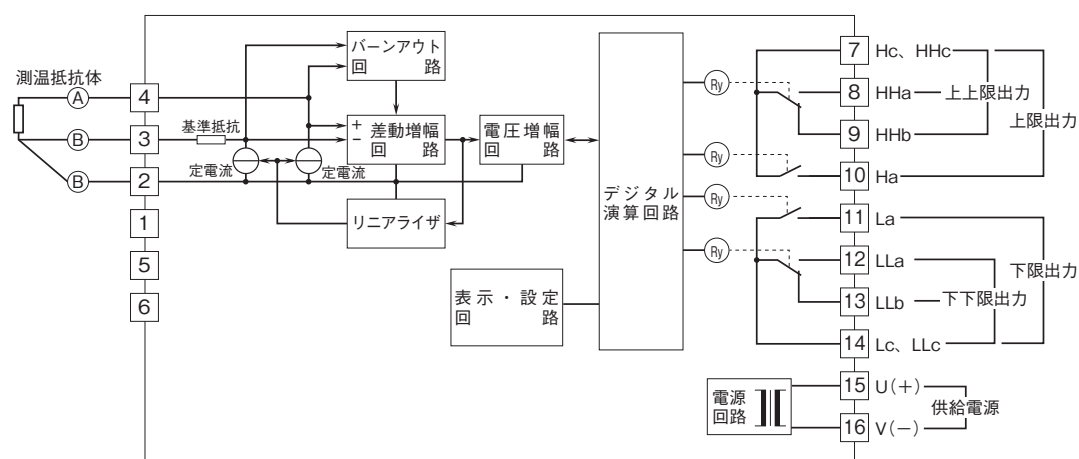 測温抵抗体
A
B
B
4
3
2
1
5
6
基準抵抗
定電流
定電流
バーンアウト
回路
+
−
差動増幅
回路
電圧増幅
回路
リニアライザ
表示・設定
回路
デジタル
演算回路
Ry
Ry
Ry
Ry
電源
回路
7 Hc、HHc
8 HHa 上上限出力
9 HHb
上限出力
10 Ha
11 La
12 LLa
下限出力
13 LLb 下下限出力
14 Lc、LLc
15 U(+)
供給電源
16 V(−)